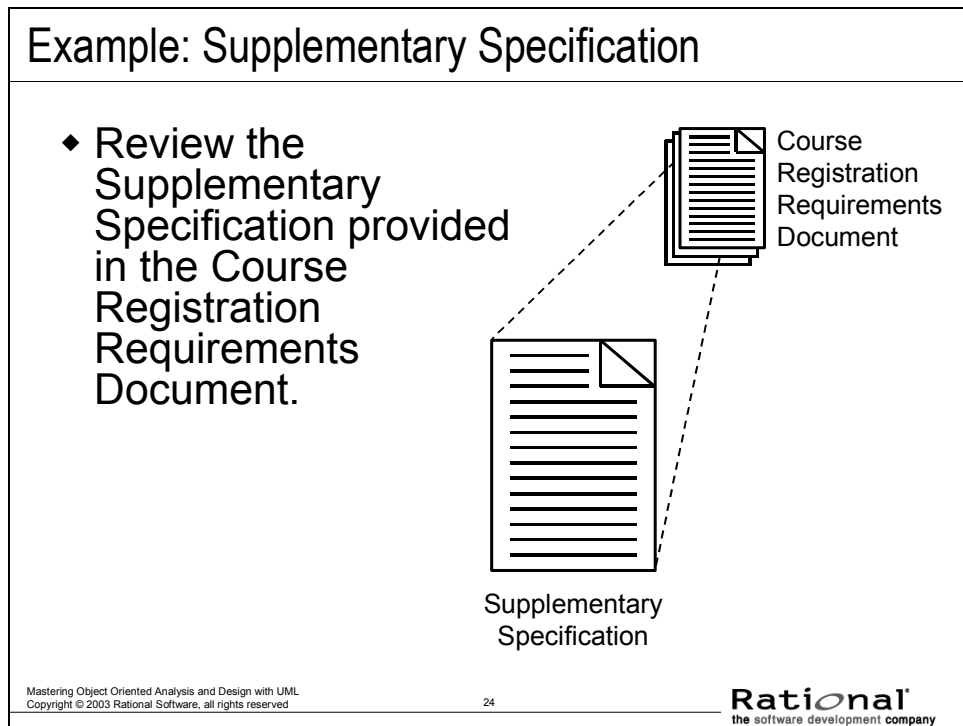 Example: Supplementary Specification
◆ Review the
Supplementary
Specification provided
in the Course
Registration
Requirements
Document.
Course
Registration
Requirements
Document
Supplementary
Specification
Mastering Object Oriented Analysis and Design with UML
Copyright © 2003 Rational Software, all rights reserved
24
Rational
the software development company